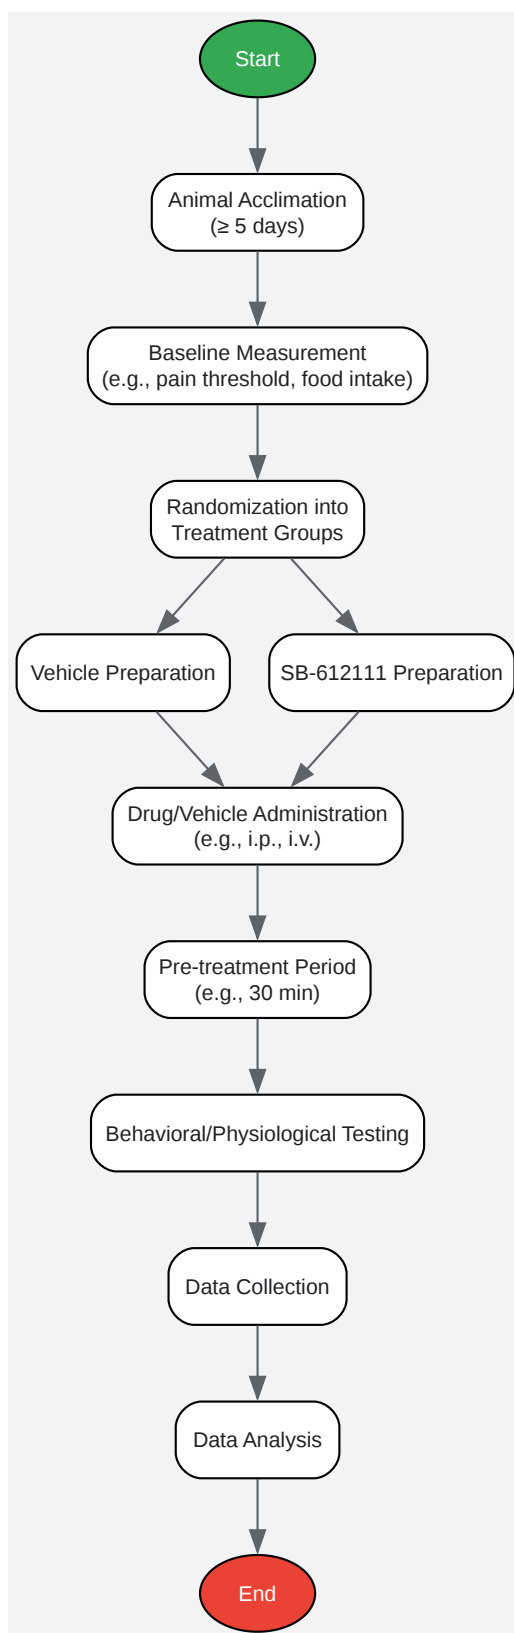 Start
Animal Acclimation
(≥ 5 days)
Baseline Measurement
(e.g., pain threshold, food intake)
Randomization into
Treatment Groups
Vehicle Preparation
SB-612111 Preparation
Drug/Vehicle Administration
(e.g., i.p., i.v.)
Pre-treatment Period
(e.g., 30 min)
Behavioral/Physiological Testing
Data Collection
Data Analysis
End